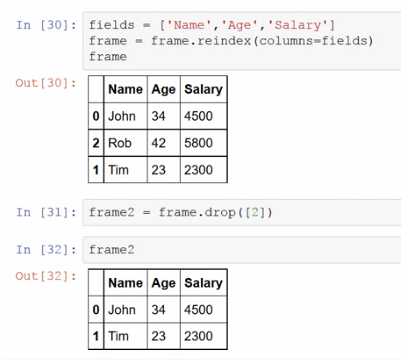 In [30]: fields = ['Name','Age','Salary']
frame = frame.reindex(columns=fields)
frame
Out[30]:
Name Age Salary
0 John 34 4500
2 Rob 42 5800
1 Tim 23 2300
In [31]: frame2 = frame.drop([2])
In [32]: frame2
Out[32]:
Name Age Salary
0 John 34 4500
1 Tim 23 2300